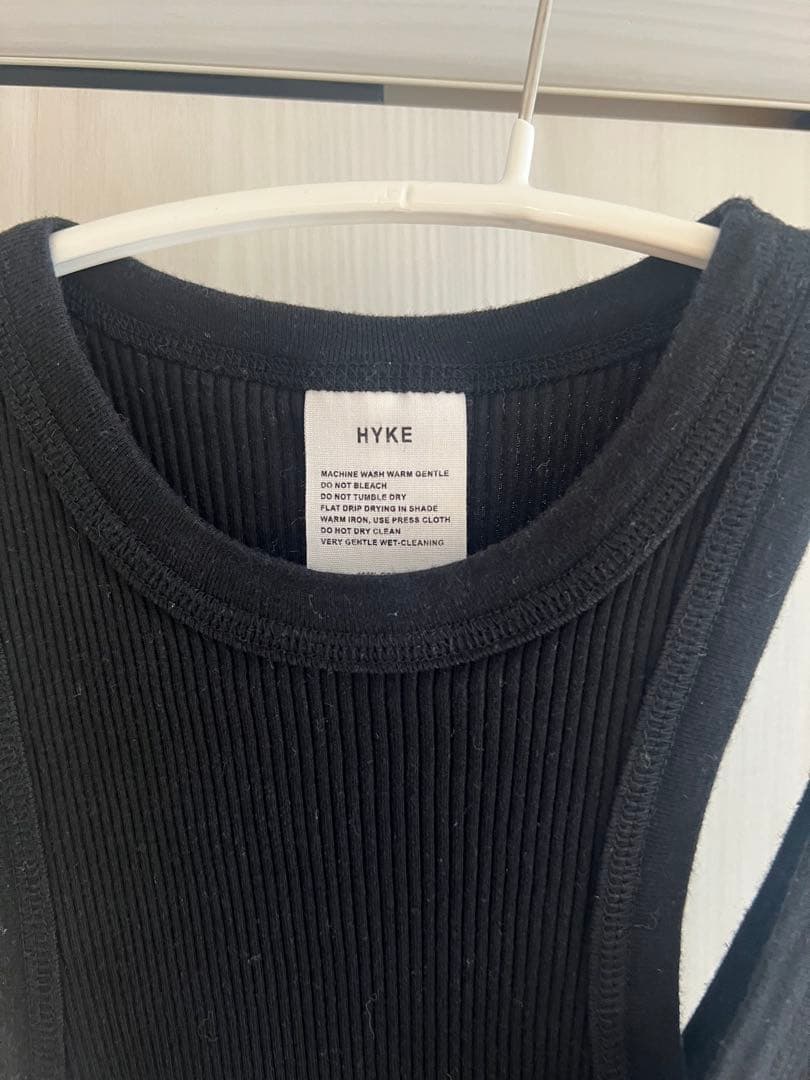 HYKE
MACHINE WASH WARM GENTLE
DO NOT BLEACH
DO NOT TUMBLE DRY
FLAT DRIP DRYING IN SHADE
WARM IRON, USE PRESS CLOTH
DO NOT DRY CLEAN
VERY GENTLE WET-CLEANING